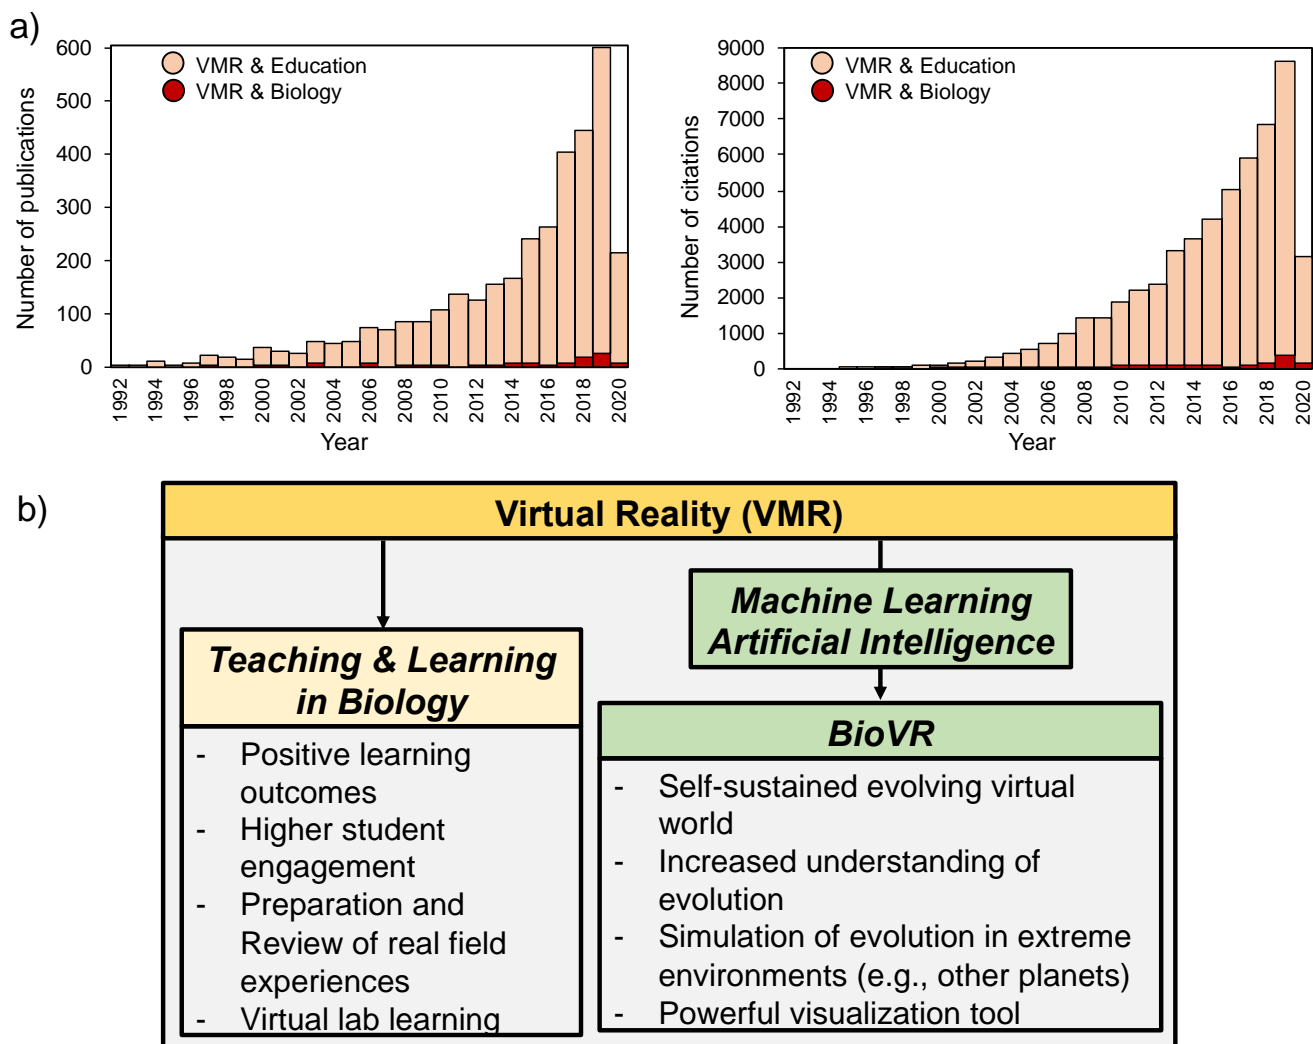 a)
VMR & Education
VMR & Biology
Number of publications
600
500
400
300
200
100
0
1992
1994
1996
1998
2000
2002
2004
2006
2008
2010
2012
2014
2016
2018
2020
Year
VMR & Education
VMR & Biology
Number of citations
9000
8000
7000
6000
5000
4000
3000
2000
1000
0
1992
1994
1996
1998
2000
2002
2004
2006
2008
2010
2012
2014
2016
2018
2020
Year
b)
Virtual Reality (VMR)
Teaching & Learning
in Biology
- Positive learning
outcomes
- Higher student
engagement
- Preparation and
Review of real field
experiences
- Virtual lab learning
Machine Learning
Artificial Intelligence
BioVR
- Self-sustained evolving virtual
world
- Increased understanding of
evolution
- Simulation of evolution in extreme
environments (e.g., other planets)
- Powerful visualization tool